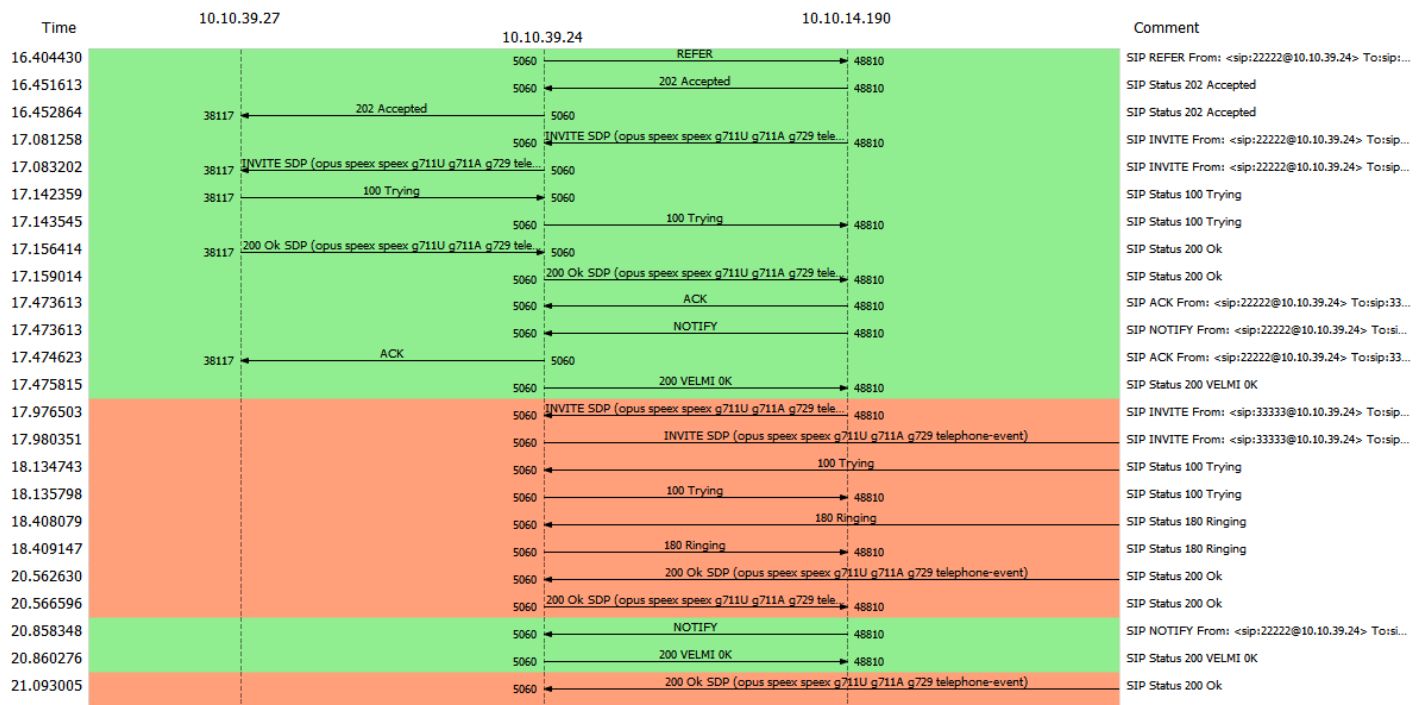 10.10.39.27 10.10.14.190
Time 10.10.39.24 Comment
16.404430 5060 REFER 48810 SIP REFER From: <sip:22222@10.10.39.24> To:sip:...
16.451613 5060 202 Accepted 48810 SIP Status 202 Accepted
16.452864 38117 202 Accepted 5060 SIP Status 202 Accepted
17.081258 5060 INVITE SDP (opus speex speex g711U g711A g729 tele... 48810 SIP INVITE From: <sip:22222@10.10.39.24> To:sip...
17.083202 38117 INVITE SDP (opus speex speex g711U g711A g729 tele... 5060 SIP INVITE From: <sip:22222@10.10.39.24> To:sip...
17.142359 38117 100 Trying 5060 SIP Status 100 Trying
17.143545 5060 100 Trying 48810 SIP Status 100 Trying
17.156414 38117 200 Ok SDP (opus speex speex g711U g711A g729 tele... 5060 SIP Status 200 Ok
17.159014 5060 200 Ok SDP (opus speex speex g711U g711A g729 tele... 48810 SIP Status 200 Ok
17.473613 5060 ACK 48810 SIP ACK From: <sip:22222@10.10.39.24> To:sip:33...
17.473613 5060 NOTIFY 48810 SIP NOTIFY From: <sip:22222@10.10.39.24> To:si...
17.474623 38117 ACK 5060 SIP ACK From: <sip:22222@10.10.39.24> To:sip:33...
17.475815 5060 200 VELMI 0K 48810 SIP Status 200 VELMI 0K
17.976503 5060 INVITE SDP (opus speex speex g711U g711A g729 tele... 48810 SIP INVITE From: <sip:33333@10.10.39.24> To:sip...
17.980351 5060 INVITE SDP (opus speex speex g711U g711A g729 telephone-event) SIP INVITE From: <sip:33333@10.10.39.24> To:sip...
18.134743 5060 100 Trying SIP Status 100 Trying
18.135798 5060 100 Trying 48810 SIP Status 100 Trying
18.408079 5060 180 Ringing SIP Status 180 Ringing
18.409147 5060 180 Ringing 48810 SIP Status 180 Ringing
20.562630 5060 200 Ok SDP (opus speex speex g711U g711A g729 telephone-event) SIP Status 200 Ok
20.566596 5060 200 Ok SDP (opus speex speex g711U g711A g729 tele... 48810 SIP Status 200 Ok
20.858348 5060 NOTIFY 48810 SIP NOTIFY From: <sip:22222@10.10.39.24> To:si...
20.860276 5060 200 VELMI 0K 48810 SIP Status 200 VELMI 0K
21.093005 5060 200 Ok SDP (opus speex speex g711U g711A g729 telephone-event) SIP Status 200 Ok